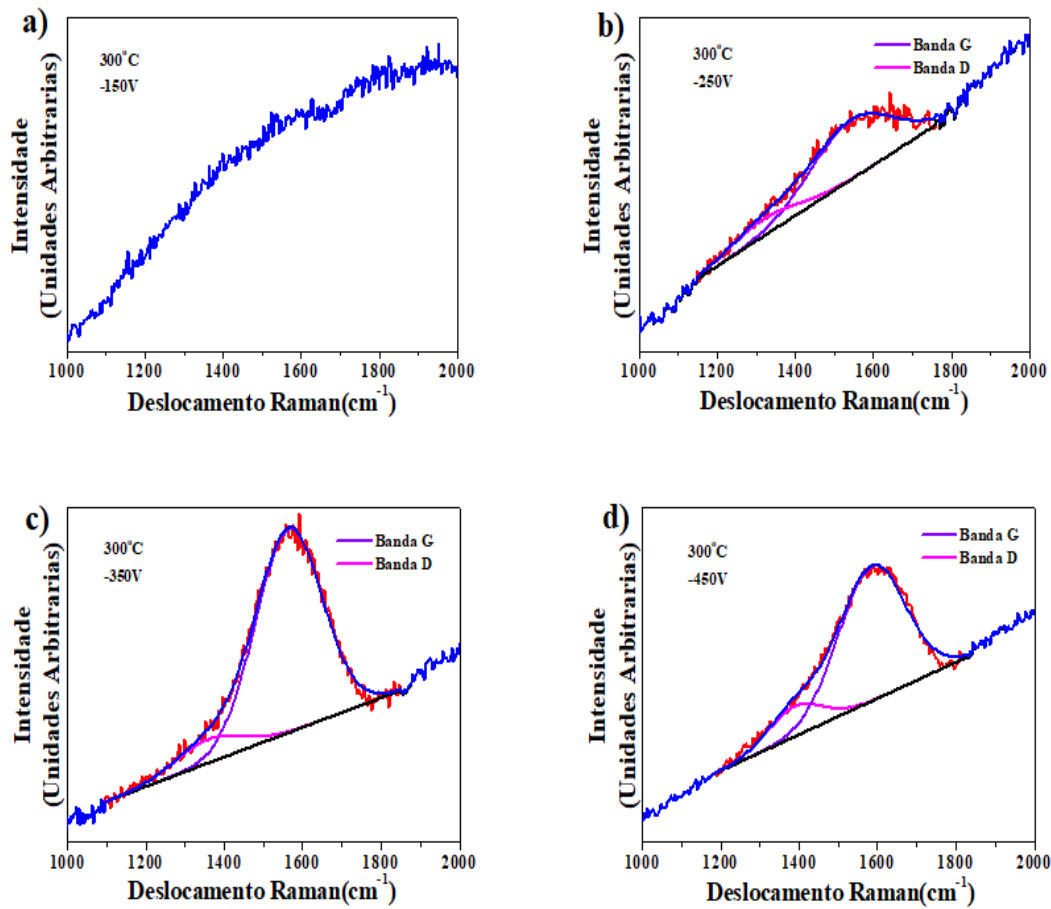 a)
300°C
-150V
Intensidade
(Unidades Arbitrarias)
1000 1200 1400 1600 1800 2000
Deslocamento Raman(cm-1)
b)
300°C
-250V
Banda G
Banda D
Intensidade
(Unidades Arbitrarias)
1000 1200 1400 1600 1800 2000
Deslocamento Raman(cm-1)
c)
300°C
-350V
Banda G
Banda D
Intensidade
(Unidades Arbitrarias)
1000 1200 1400 1600 1800 2000
Deslocamento Raman(cm-1)
d)
300°C
-450V
Banda G
Banda D
Intensidade
(Unidades Arbitrarias)
1000 1200 1400 1600 1800 2000
Deslocamento Raman(cm-1)